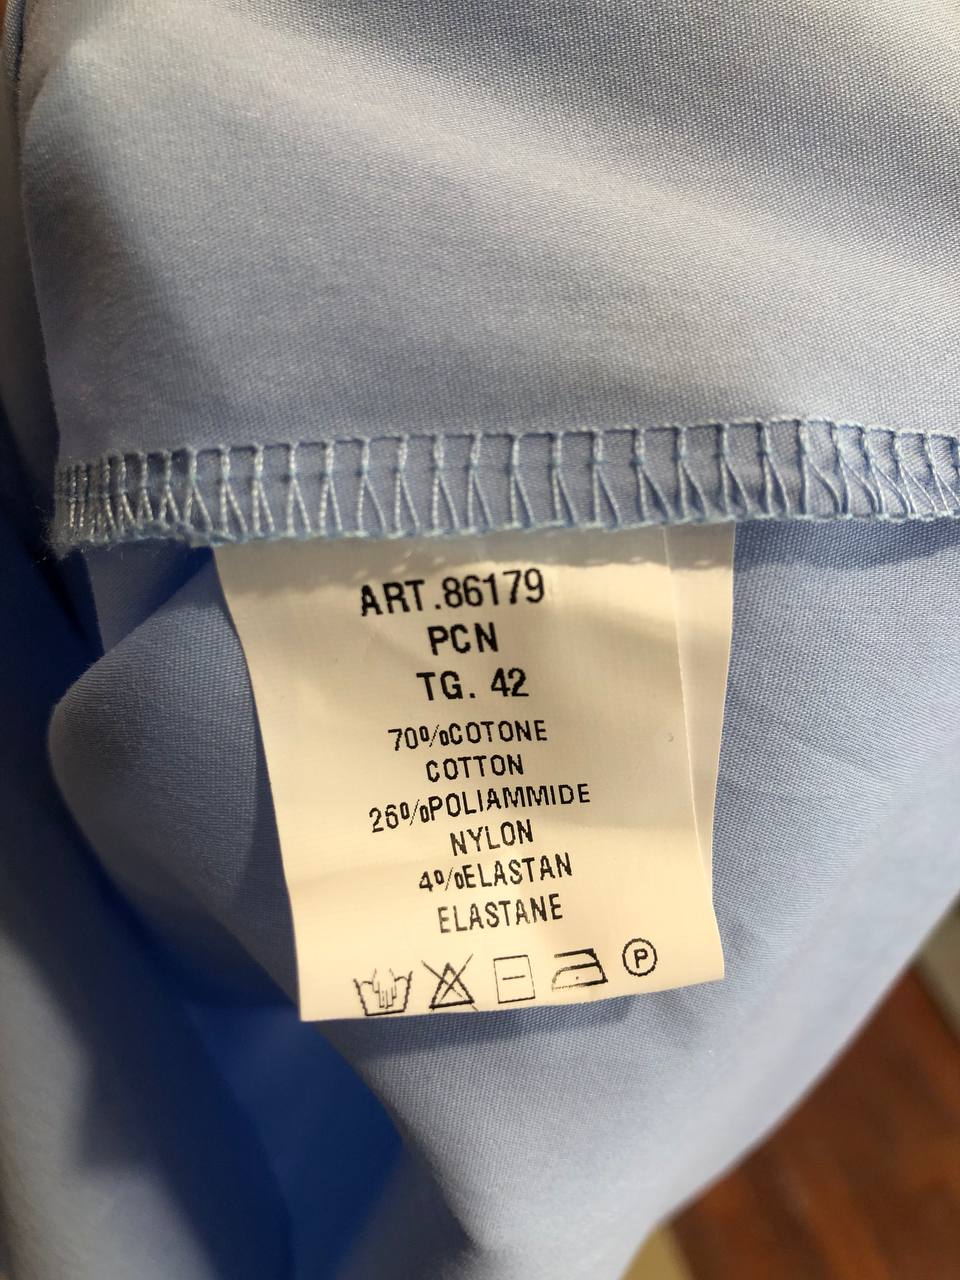 ART.86179
PCN
TG. 42
70%COTONE
COTTON
26%POLIAMMIDE
NYLON
4%ELASTAN
ELASTANE
P